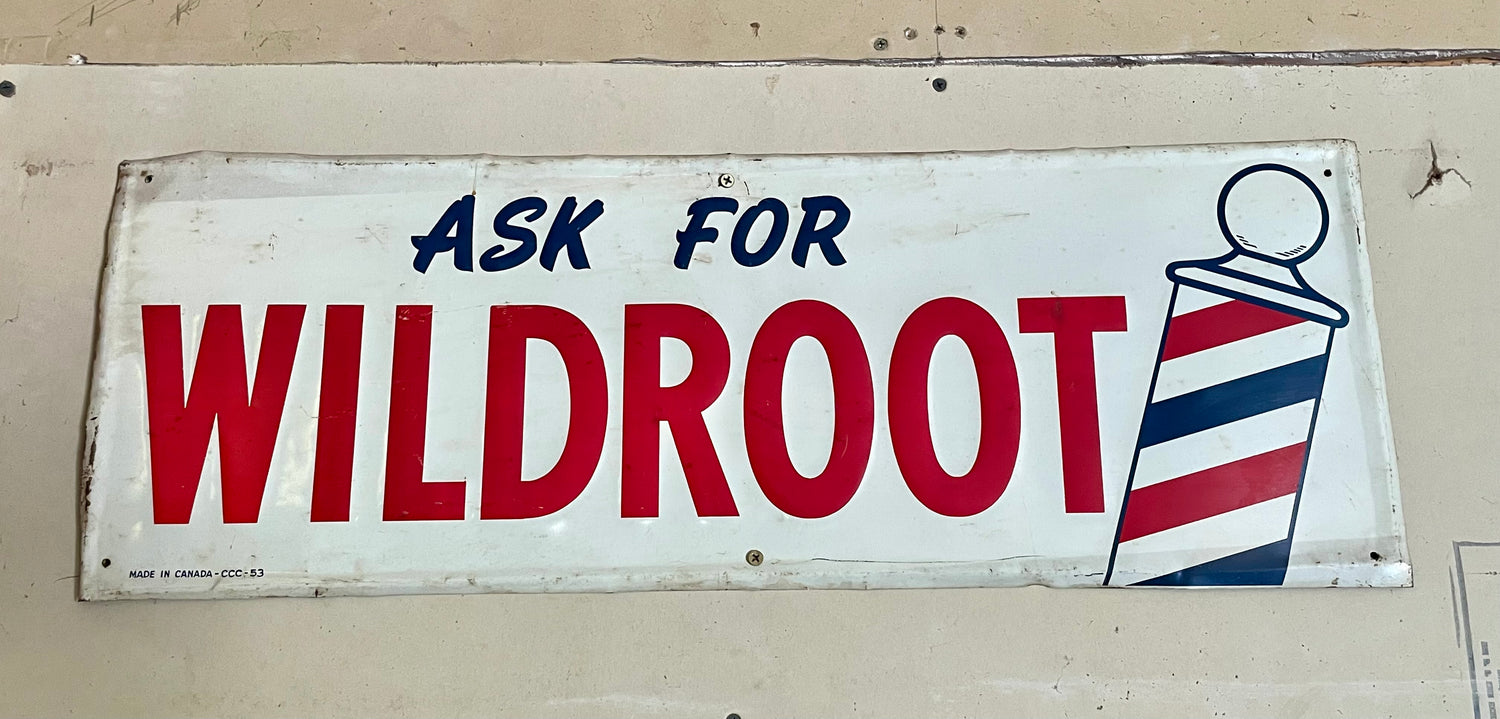 ASK FOR
WILDROOT
MADE IN CANADA-CCC-53